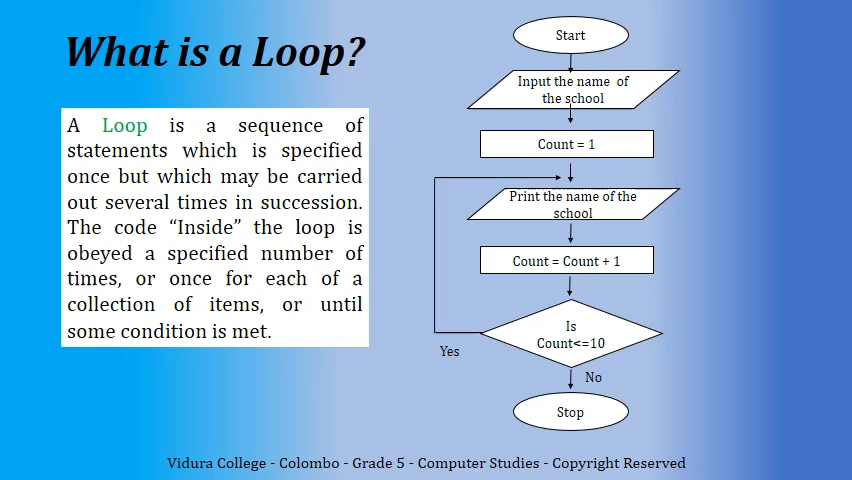 What is a Loop?
A Loop is a sequence of
statements which is specified
once but which may be carried
out several times in succession.
The code “Inside” the loop is
obeyed a specified number of
times, or once for each of a
collection of items, or until
some condition is met.
Start
Input the name of
the school
Count = 1
Print the name of the
school
Count = Count + 1
Is
Count<=10
Yes
No
Stop
Vidura College - Colombo - Grade 5 - Computer Studies - Copyright Reserved